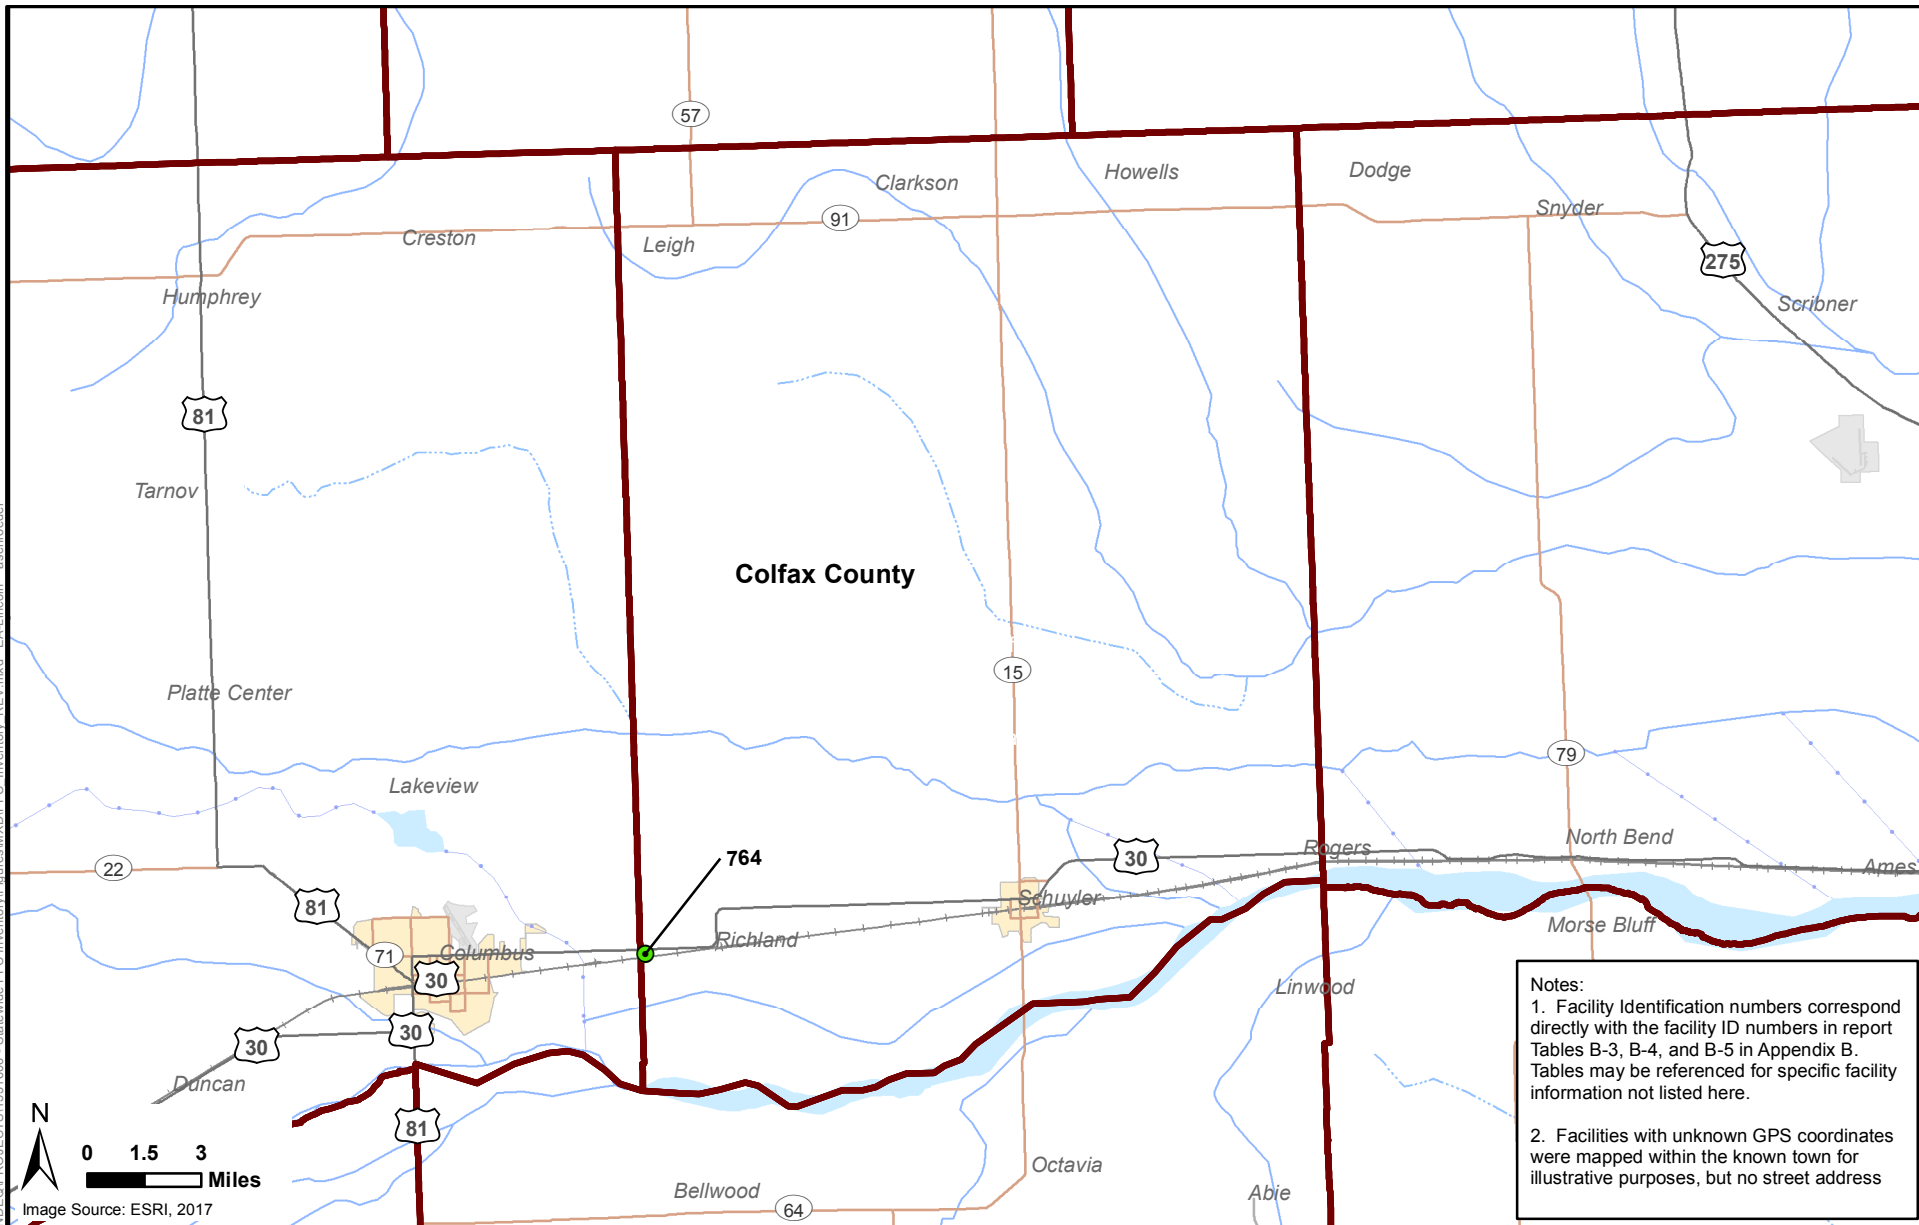 57
Clarkson
Howells
Dodge
Snyder
91
Creston
Leigh
275
Humphrey
Scribner
81
Tarnov
Colfax County
15
Platte Center
79
Lakeview
North Bend
Rogers
30
764
22
Ames
Schuyler
81
Morse Bluff
Richland
71
Columbus
30
Linwood
30
30
Duncan
81
Octavia
Bellwood
Abie
64
N
0 1.5 3
Miles
Image Source: ESRI, 2017
Notes:
1. Facility Identification numbers correspond
directly with the facility ID numbers in report
Tables B-3, B-4, and B-5 in Appendix B.
Tables may be referenced for specific facility
information not listed here.
2. Facilities with unknown GPS coordinates
were mapped within the known town for
illustrative purposes, but no street address